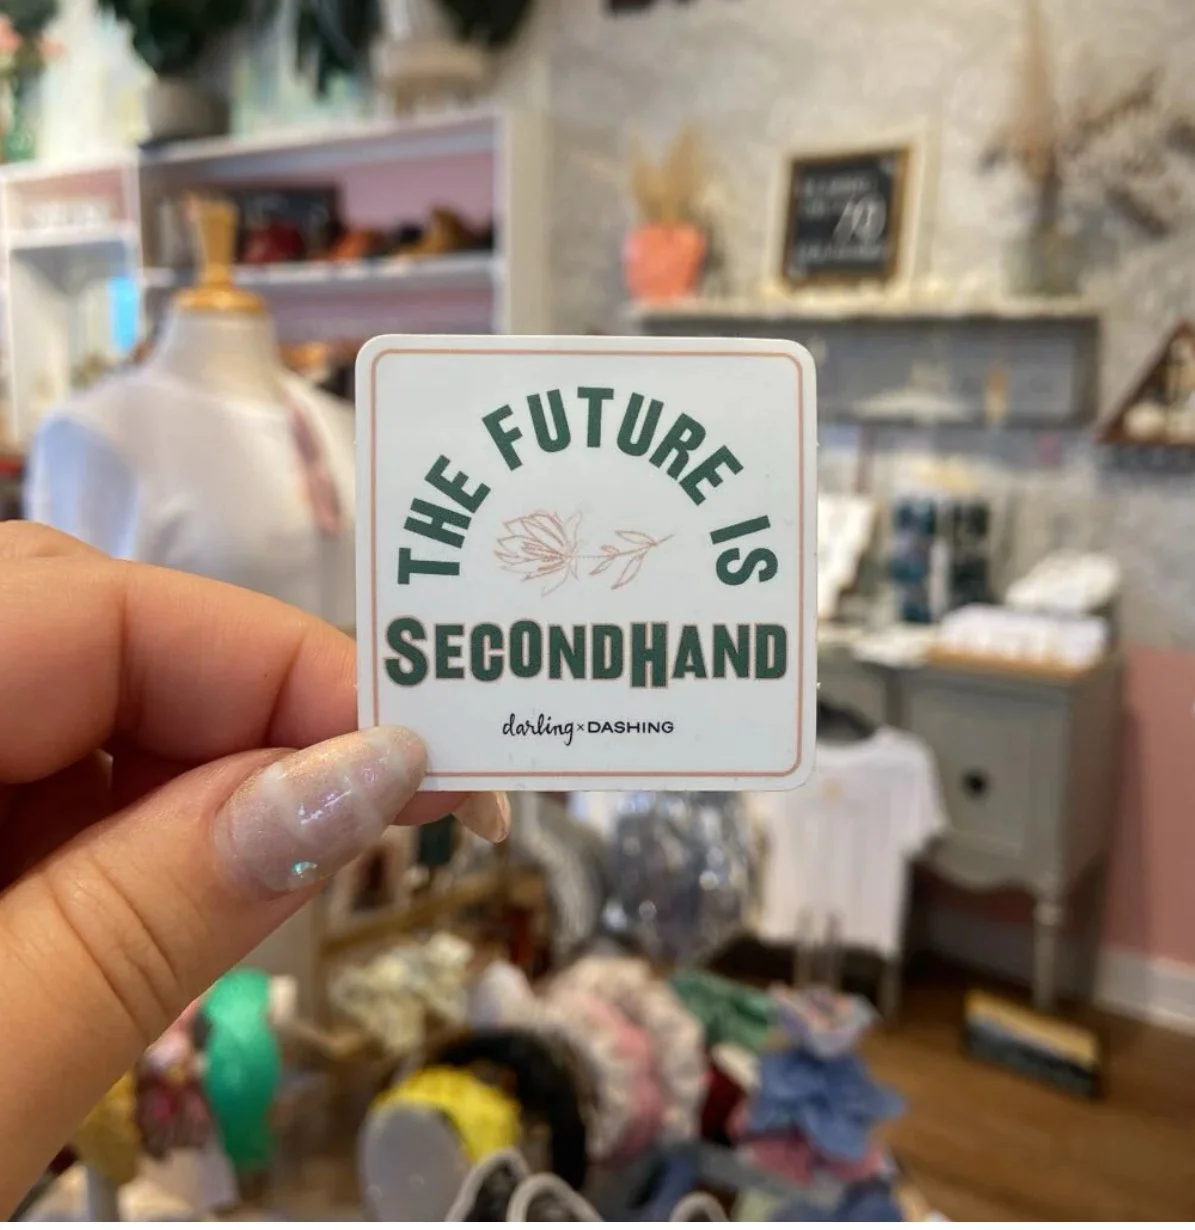 THE FUTURE IS
SECONDHAND
darling × DASHING